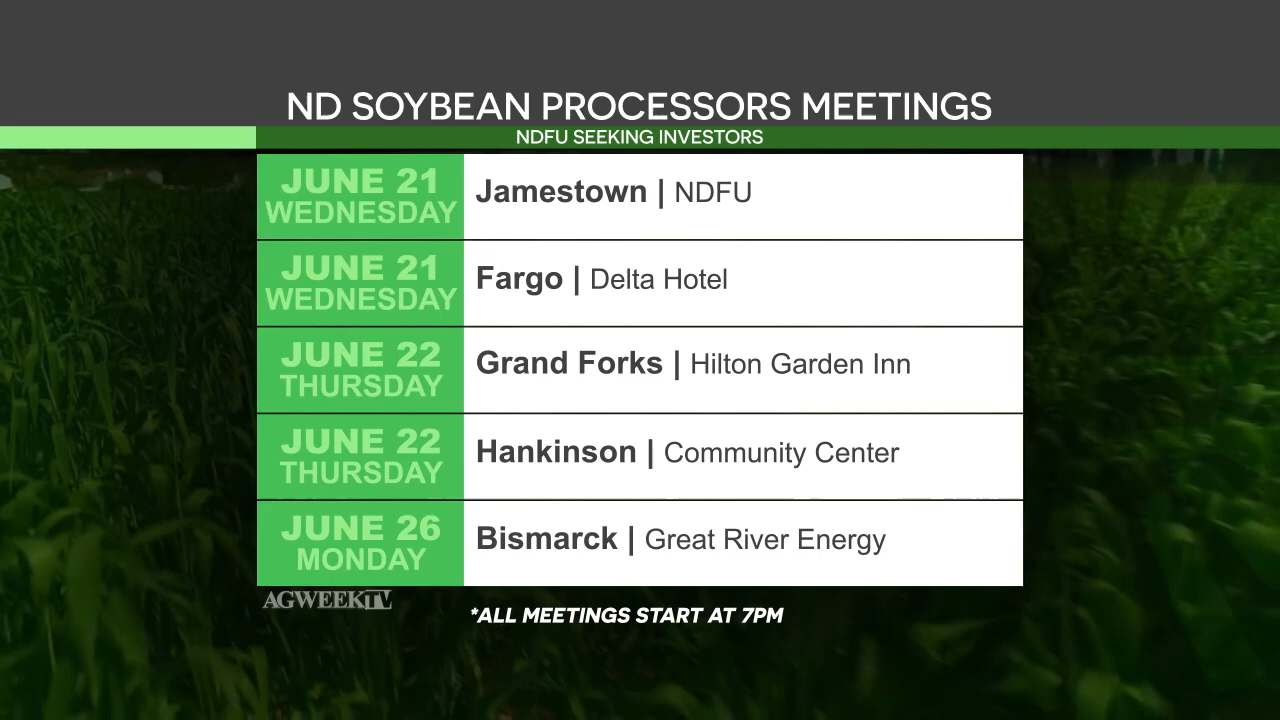 ND SOYBEAN PROCESSORS MEETINGS
NDFU SEEKING INVESTORS
JUNE 21
WEDNESDAY
Jamestown | NDFU
JUNE 21
WEDNESDAY
Fargo | Delta Hotel
JUNE 22
THURSDAY
Grand Forks | Hilton Garden Inn
JUNE 22
THURSDAY
Hankinson | Community Center
JUNE 26
MONDAY
Bismarck | Great River Energy
AGWEEKTV
*ALL MEETINGS START AT 7PM